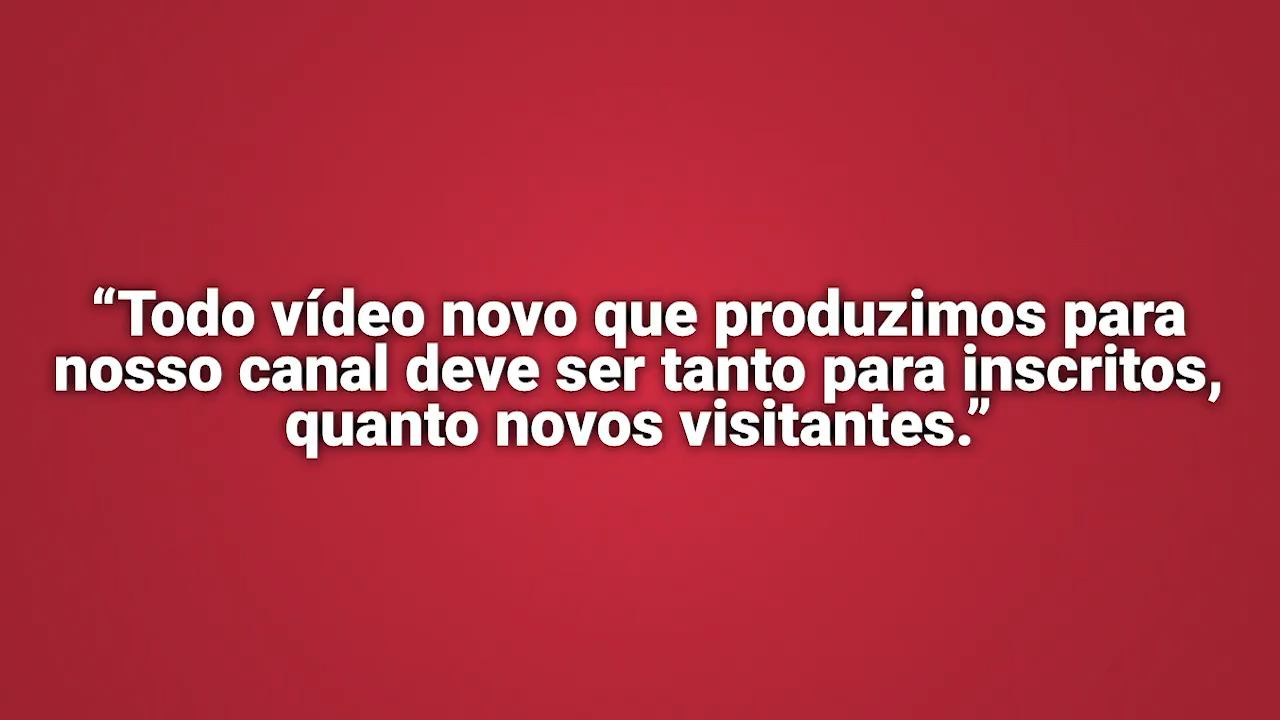 “Todo vídeo novo que produzimos para
nosso canal deve ser tanto para inscritos,
quanto novos visitantes.”